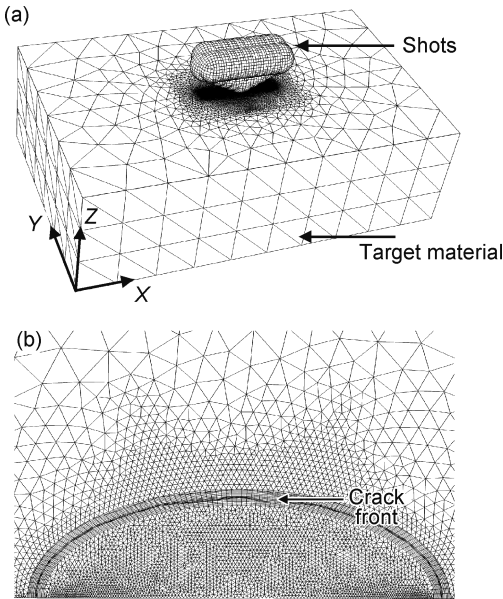 (a)
Shots
Y
Z
X
Target material
(b)
Crack
front